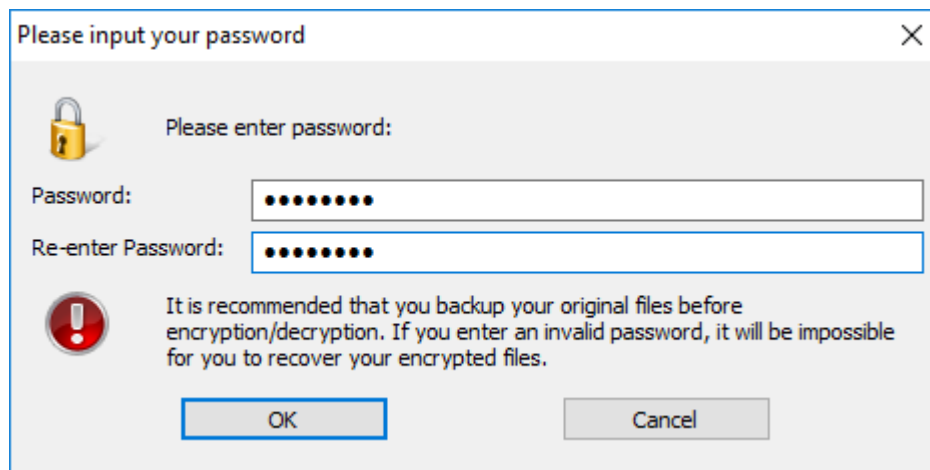 Please input your password
Please enter password:
Password: ••••••••
Re-enter Password: ••••••••
It is recommended that you backup your original files before
encryption/decryption. If you enter an invalid password, it will be impossible
for you to recover your encrypted files.
OK Cancel